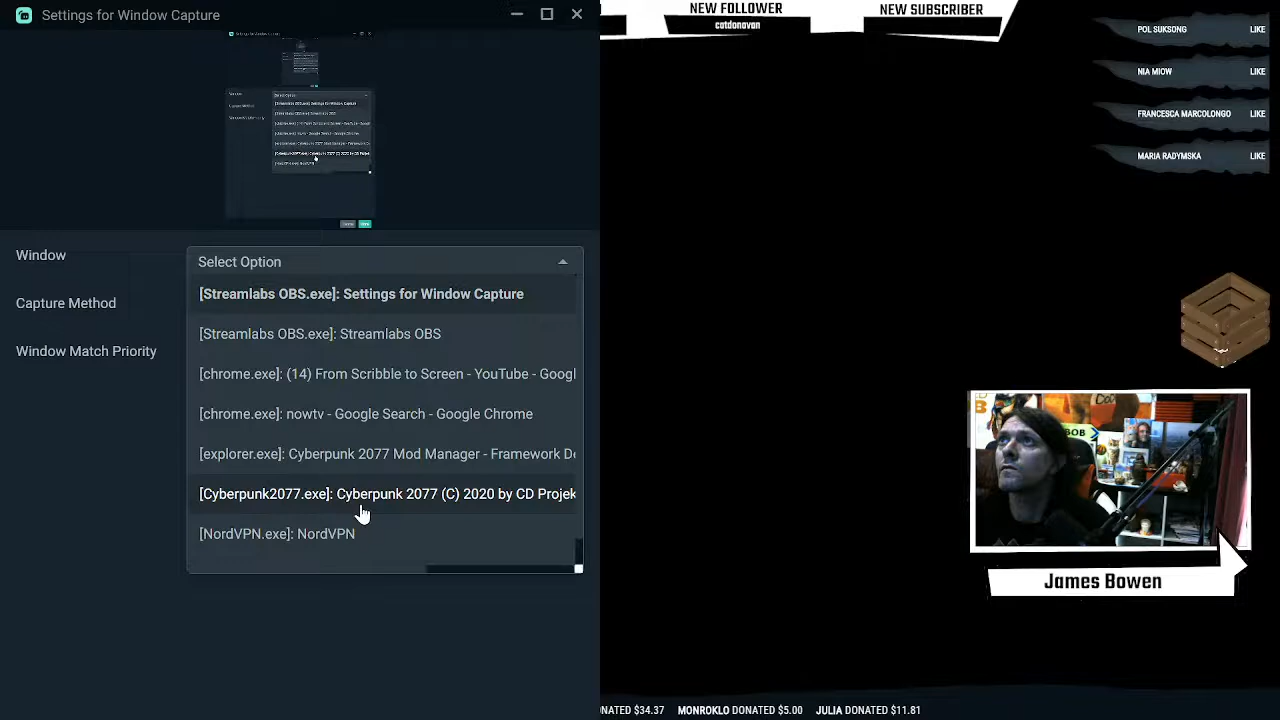 Settings for Window Capture
Window
Capture Method
Window Match Priority
Select Option
[Streamlabs OBS.exe]: Settings for Window Capture
[Streamlabs OBS.exe]: Streamlabs OBS
[chrome.exe]: (14) From Scribble to Screen - YouTube - Googl
[chrome.exe]: nowtv - Google Search - Google Chrome
[explorer.exe]: Cyberpunk 2077 Mod Manager - Framework De
[Cyberpunk2077.exe]: Cyberpunk 2077 (C) 2020 by CD Projek
[NordVPN.exe]: NordVPN
NEW FOLLOWER
catdonovan
NEW SUBSCRIBER
POL SUKSONG LIKE
NIA MIOW LIKE
FRANCESCA MARCOLONGO LIKE
MARIA RADYMSKA LIKE
BOB
James Bowen
NATED $34.37 MONROKLO DONATED $5.00 JULIA DONATED $11.81